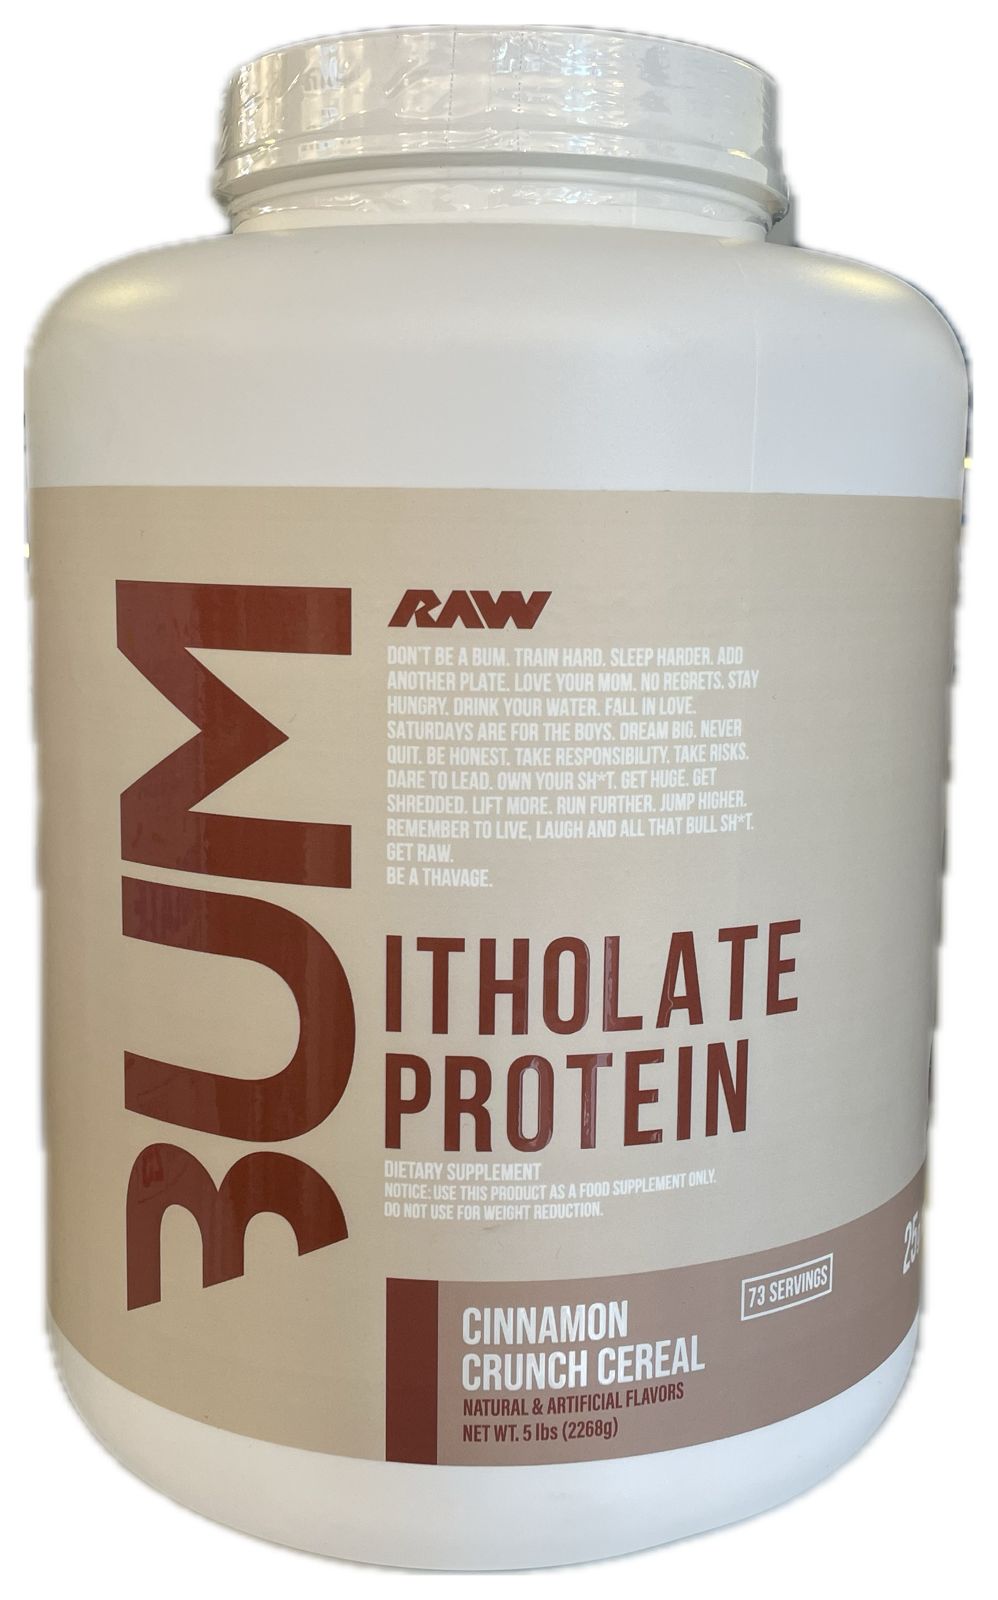 BUM
RAW
DON'T BE A BUM. TRAIN HARD. SLEEP HARDER. ADD
ANOTHER PLATE. LOVE YOUR MOM. NO REGRETS. STAY
HUNGRY. DRINK YOUR WATER. FALL IN LOVE.
SATURDAYS ARE FOR THE BOYS. DREAM BIG. NEVER
QUIT. BE HONEST. TAKE RESPONSIBILITY. TAKE RISKS.
DARE TO LEAD. OWN YOUR SH*T. GET HUGE. GET
SHREDDED. LIFT MORE. RUN FURTHER. JUMP HIGHER.
REMEMBER TO LIVE, LAUGH AND ALL THAT BULL SH*T.
GET RAW.
BE A THAVAGE.
ITHOLATE
PROTEIN
DIETARY SUPPLEMENT
NOTICE: USE THIS PRODUCT AS A FOOD SUPPLEMENT ONLY.
DO NOT USE FOR WEIGHT REDUCTION.
73 SERVINGS
CINNAMON
CRUNCH CEREAL
NATURAL & ARTIFICIAL FLAVORS
NET WT. 5 lbs (2268g)